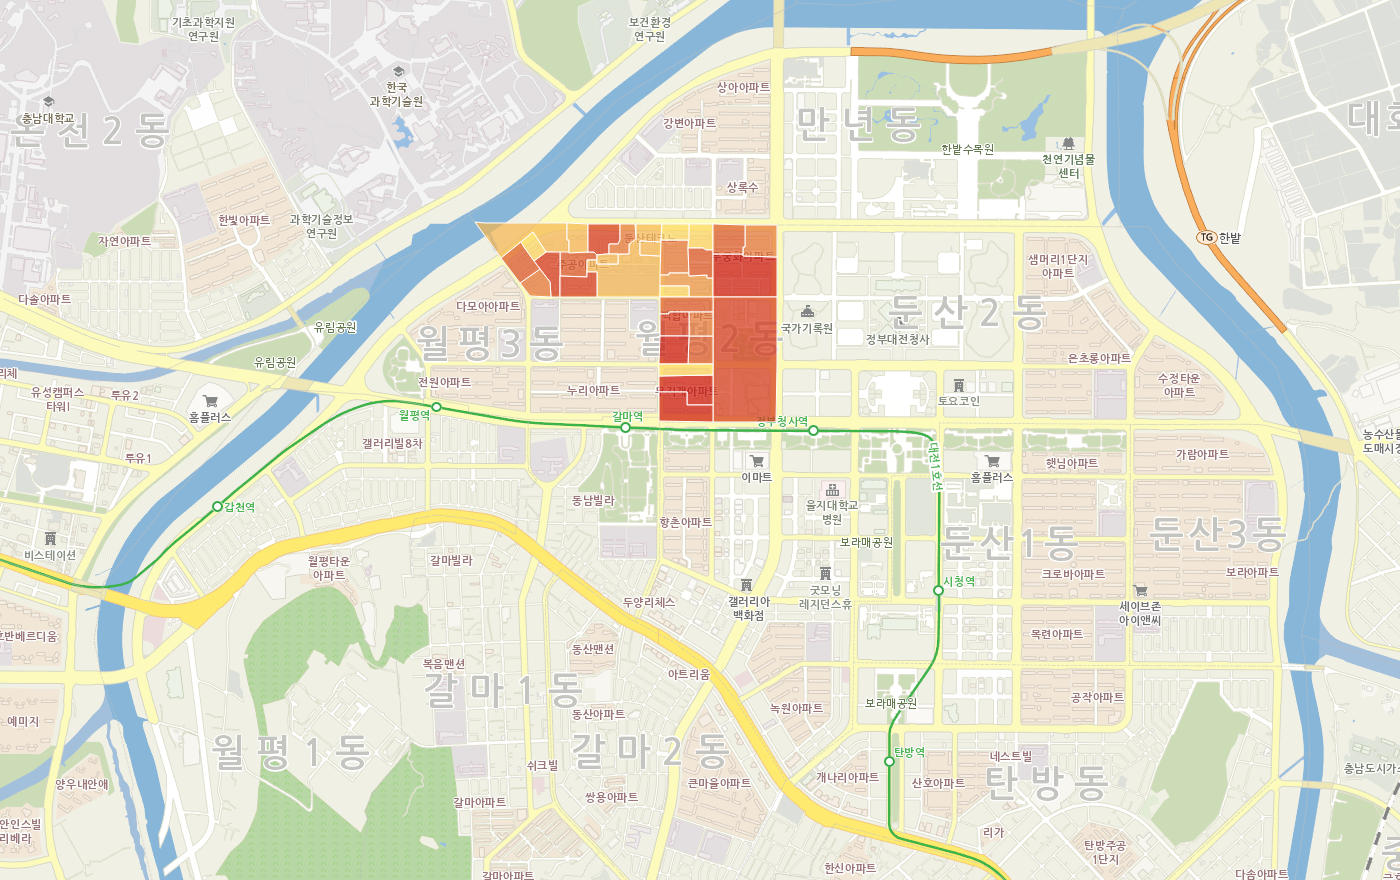 기초과학지원
연구원
보건환경
연구원
한국
과학기술원
충남대학교
온천2동
상아아파트
강변아파트
만년동
대화
한밭수목원
천연기념물
센터
상록수
한빛아파트
과학기술정보
연구원
자연아파트
둔산테크노
무궁화아파트
주공아파트
TG 한밭
샘머리1단지
아파트
다솔아파트
다모아아파트
유림공원
월평3동
월평2동
국가기록원
둔산2동
정부대전청사
유림공원
은초롱아파트
전원아파트
누리아파트
수정타운
아파트
유성캠퍼스
타워I
투유2
홈플러스
월평역
갈마역
정부청사역
토요코인
갤러리빌8차
투유1
이마트
대전1호선
홈플러스
햇님아파트
가람아파트
농수산물
도매시장
갑천역
동남빌라
향촌아파트
을지대학교
병원
보라매공원
둔산1동
둔산3동
비스테이션
월평타운
아파트
갈마빌라
시청역
크로바아파트
보라아파트
두양리체스
갤러리아
백화점
굿모닝
레지던스휴
세이브존
아이앤씨
호반베르디움
동산맨션
목련아파트
복음맨션
아트리움
갈마1동
공작아파트
보라매공원
예미지
동산아파트
녹원아파트
월평1동
갈마2동
탄방역
네스트빌
쉬크빌
양우내안애
큰마을아파트
개나리아파트
산호아파트
탄방동
충남도시가스
갈마아파트
쌍용아파트
안인스빌
리베라
리가
탄방주공
1단지
갈마아파트
한신아파트
다솜아파트